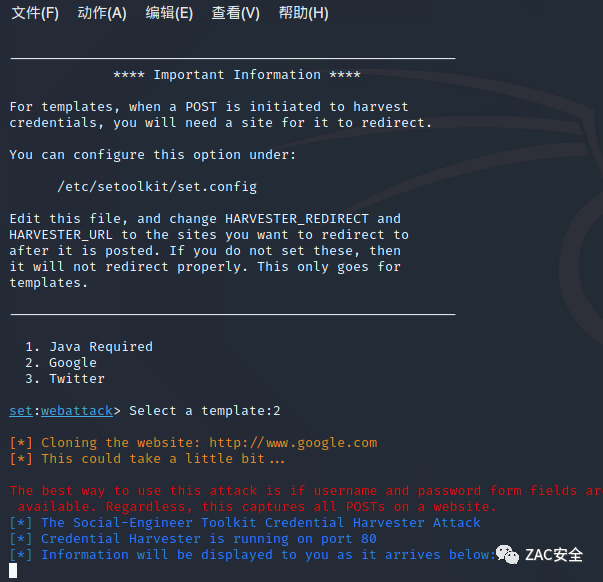 文件(F) 动作(A) 编辑(E) 查看(V) 帮助(H)
**** Important Information ****
For templates, when a POST is initiated to harvest
credentials, you will need a site for it to redirect.
You can configure this option under:
/etc/setoolkit/set.config
Edit this file, and change HARVESTER_REDIRECT and
HARVESTER_URL to the sites you want to redirect to
after it is posted. If you do not set these, then
it will not redirect properly. This only goes for
templates.
1. Java Required
2. Google
3. Twitter
set:webattack> Select a template:2
[*] Cloning the website: http://www.google.com
[*] This could take a little bit...
The best way to use this attack is if username and password form fields ar
available. Regardless, this captures all POSTs on a website.
[*] The Social-Engineer Toolkit Credential Harvester Attack
[*] Credential Harvester is running on port 80
[*] Information will be displayed to you as it arrives below:
ZAC安全